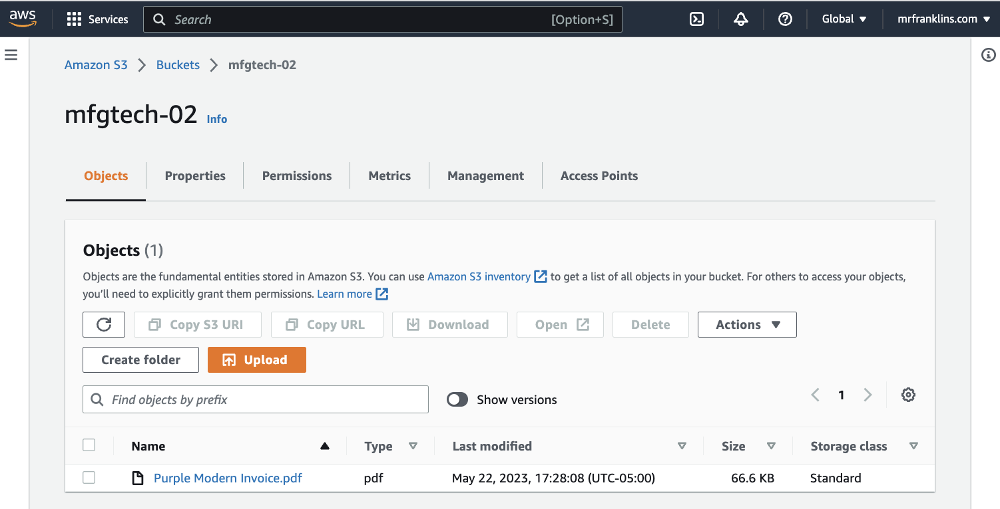 aws
Services
Search [Option+S]
Global
mrfranklins.com
Amazon S3 Buckets mfgtech-02
mfgtech-02 Info
Objects Properties Permissions Metrics Management Access Points
Objects (1)
Objects are the fundamental entities stored in Amazon S3. You can use Amazon S3 inventory to get a list of all objects in your bucket. For others to access your objects,
you'll need to explicitly grant them permissions. Learn more
Copy S3 URI Copy URL Download Open Delete Actions
Create folder Upload
Find objects by prefix Show versions 1
Name Type Last modified Size Storage class
Purple Modern Invoice.pdf pdf May 22, 2023, 17:28:08 (UTC-05:00) 66.6 KB Standard